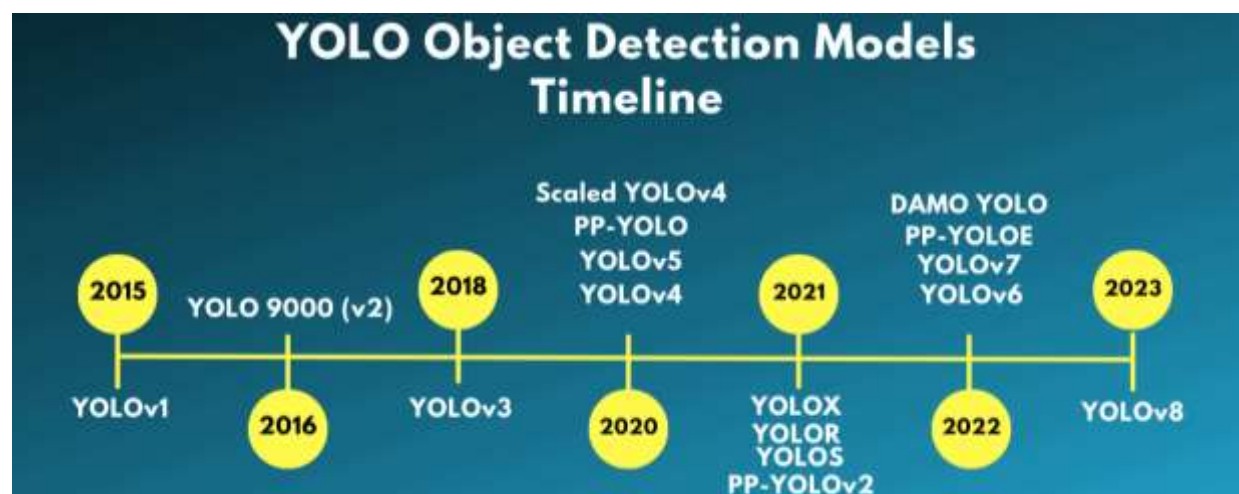 YOLO Object Detection Models
Timeline
2015
YOLOv1
YOLO 9000 (v2)
2016
2018
YOLOv3
Scaled YOLOv4
PP-YOLO
YOLOv5
YOLOv4
2020
2021
YOLOX
YOLOR
YOLOS
PP-YOLOv2
DAMO YOLO
PP-YOLOE
YOLOv7
YOLOv6
2022
2023
YOLOv8